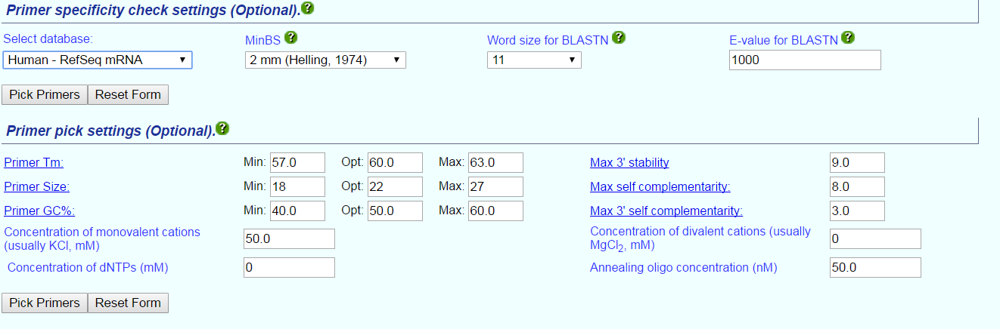 Primer specificity check settings (Optional).?
Select database: MinBS ? Word size for BLASTN ? E-value for BLASTN ?
Human - RefSeq mRNA 2 mm (Helling, 1974) 11 1000
Pick Primers Reset Form
Primer pick settings (Optional).?
Primer Tm: Min: 57.0 Opt: 60.0 Max: 63.0 Max 3' stability 9.0
Primer Size: Min: 18 Opt: 22 Max: 27 Max self complementarity: 8.0
Primer GC%: Min: 40.0 Opt: 50.0 Max: 60.0 Max 3' self complementarity: 3.0
Concentration of monovalent cations
(usually KCl, mM) 50.0
Concentration of divalent cations (usually
MgCl2, mM) 0
Concentration of dNTPs (mM) 0 Annealing oligo concentration (nM) 50.0
Pick Primers Reset Form